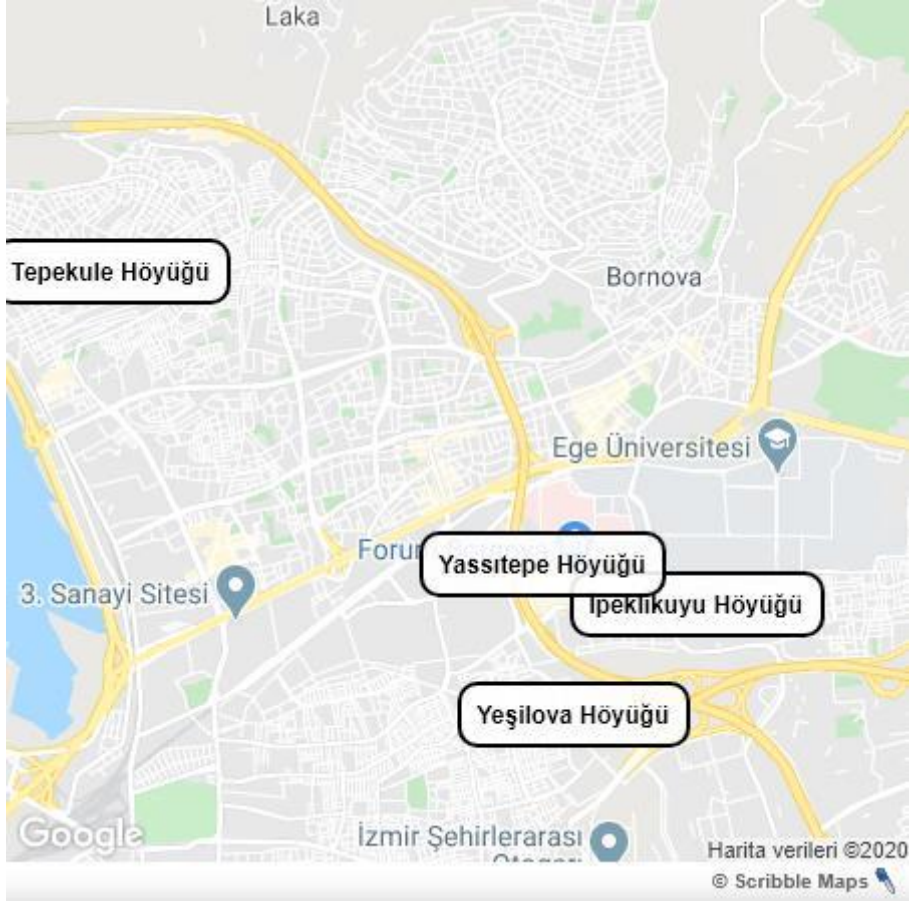 Laka
Tepekule Höyüğü
Bornova
Ege Üniversitesi
Yassıtepe Höyüğü
İpeklikuyu Höyüğü
3. Sanayi Sitesi
Yeşilova Höyüğü
İzmir Şehirlerarası
Google
Harita verileri ©2020
© Scribble Maps